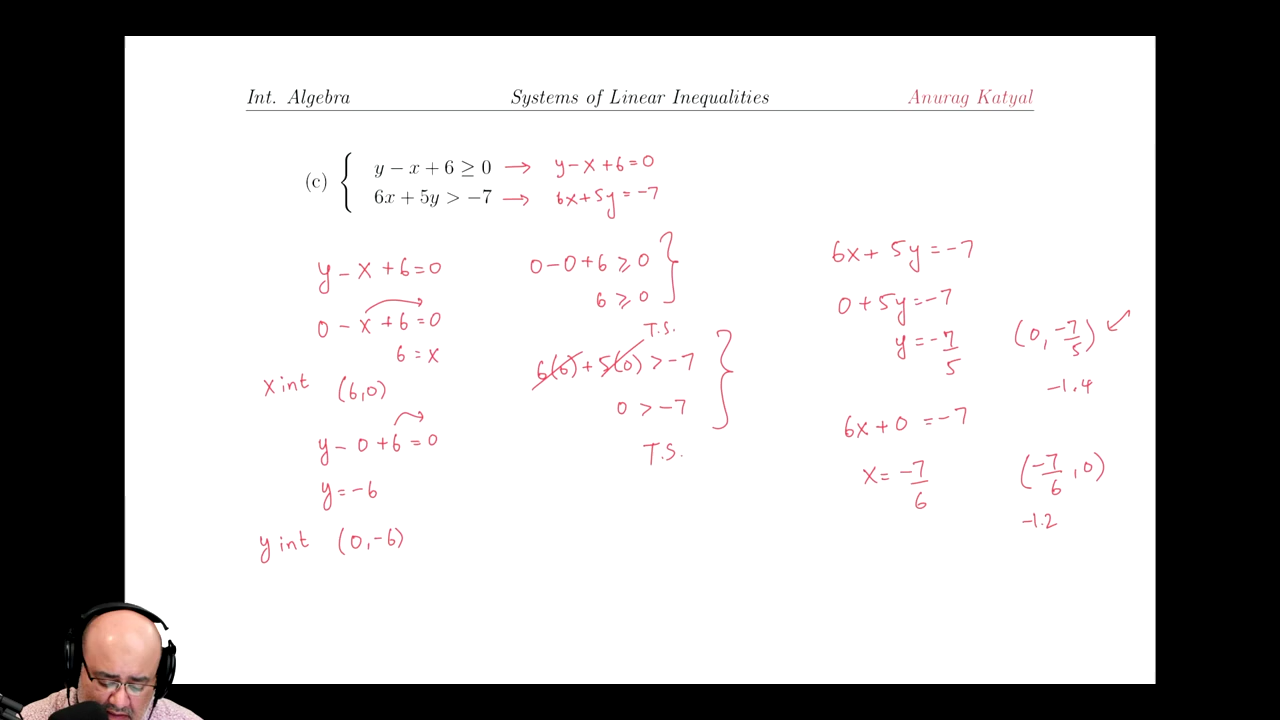 Int. Algebra Systems of Linear Inequalities Anurag Katyal
(c) { y − x + 6 ≥ 0 → y − x + 6 = 0
6x + 5y > −7 → 6x + 5y = −7
y − x + 6 = 0
0 − x + 6 = 0
6 = x
x int (6,0)
y − 0 + 6 = 0
y = −6
y int (0,−6)
0 − 0 + 6 ⩾ 0
6 ⩾ 0
T.S.
6(0) + 5(0) > −7
0 > −7
T.S.
6x + 5y = −7
0 + 5y = −7
y = −7/5 (0, −7/5) ↙
−1.4
6x + 0 = −7
x = −7/6 (−7/6, 0)
−1.2